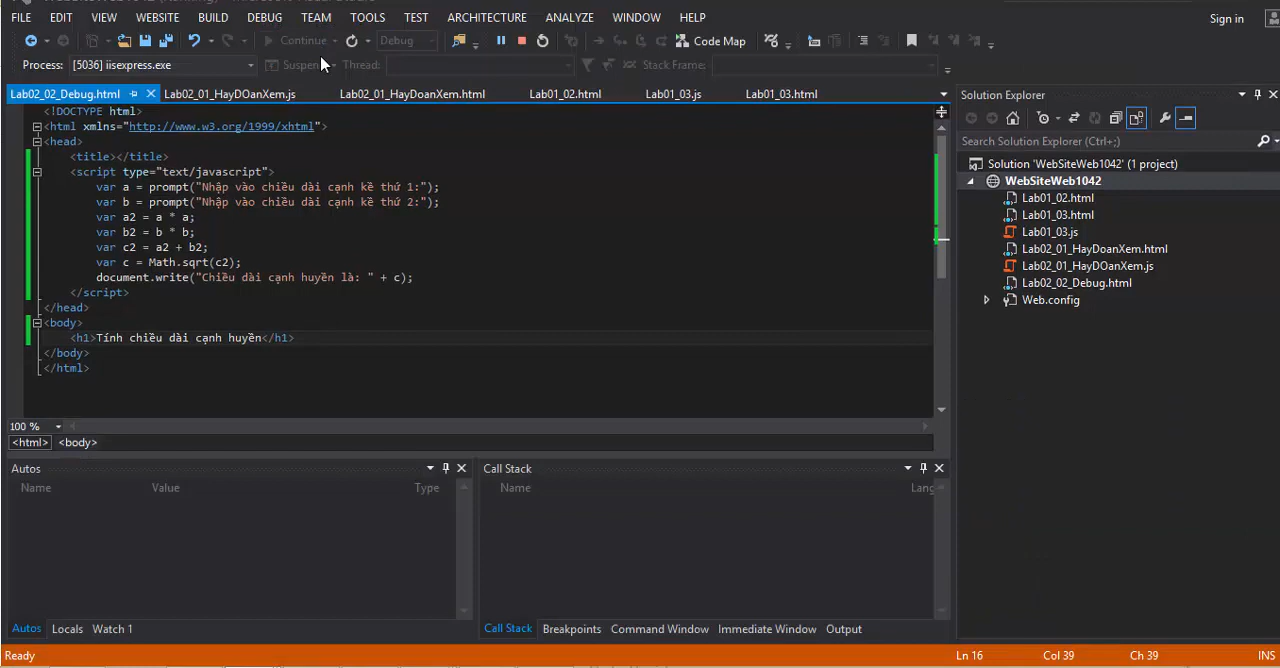 FILE EDIT VIEW WEBSITE BUILD DEBUG TEAM TOOLS TEST ARCHITECTURE ANALYZE WINDOW HELP Sign in
Continue Debug Code Map
Process: [5036] iisexpress.exe Thread: Stack Frame:
Lab02_02_Debug.html Lab02_01_HayDOanXem.js Lab02_01_HayDoanXem.html Lab01_02.html Lab01_03.js Lab01_03.html
<!DOCTYPE html>
<html xmlns="http://www.w3.org/1999/xhtml">
<head>
<title></title>
<script type="text/javascript">
var a = prompt("Nhập vào chiều dài cạnh kề thứ 1:");
var b = prompt("Nhập vào chiều dài cạnh kề thứ 2:");
var a2 = a * a;
var b2 = b * b;
var c2 = a2 + b2;
var c = Math.sqrt(c2);
document.write("Chiều dài cạnh huyền là: " + c);
</script>
</head>
<body>
<h1>Tính chiều dài cạnh huyền</h1>
</body>
</html>
100 %
<html> <body>
Autos
Name Value Type
Autos Locals Watch 1
Call Stack
Name
Call Stack Breakpoints Command Window Immediate Window Output
Solution Explorer
Search Solution Explorer (Ctrl+;)
Solution 'WebSiteWeb1042' (1 project)
WebSiteWeb1042
Lab01_02.html
Lab01_03.html
Lab01_03.js
Lab02_01_HayDoanXem.html
Lab02_01_HayDOanXem.js
Lab02_02_Debug.html
Web.config
Ready Ln 16 Col 39 Ch 39 INS